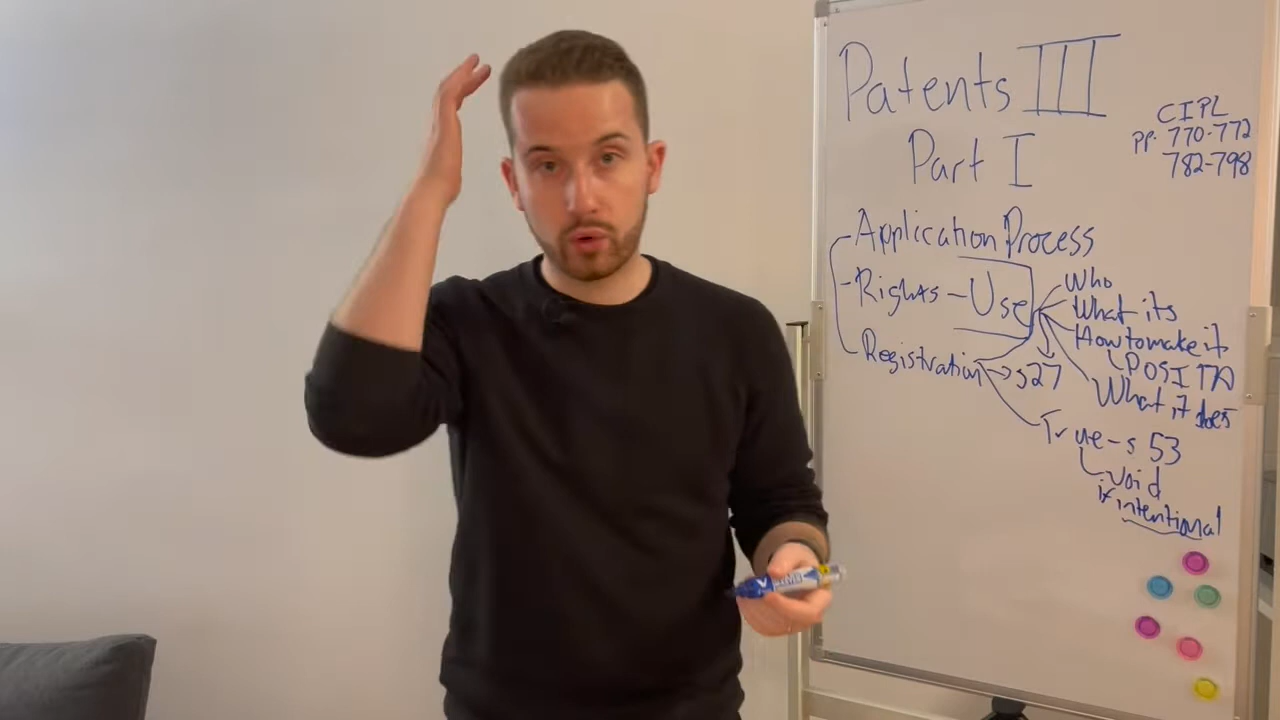 Patents III
Part I
CIPL
pp. 770-772
782-798
Application Process
-Rights - Use
Registration
Who
What its
How to make it
POSITA
What it does
s27
True - s 53
void
if intentional